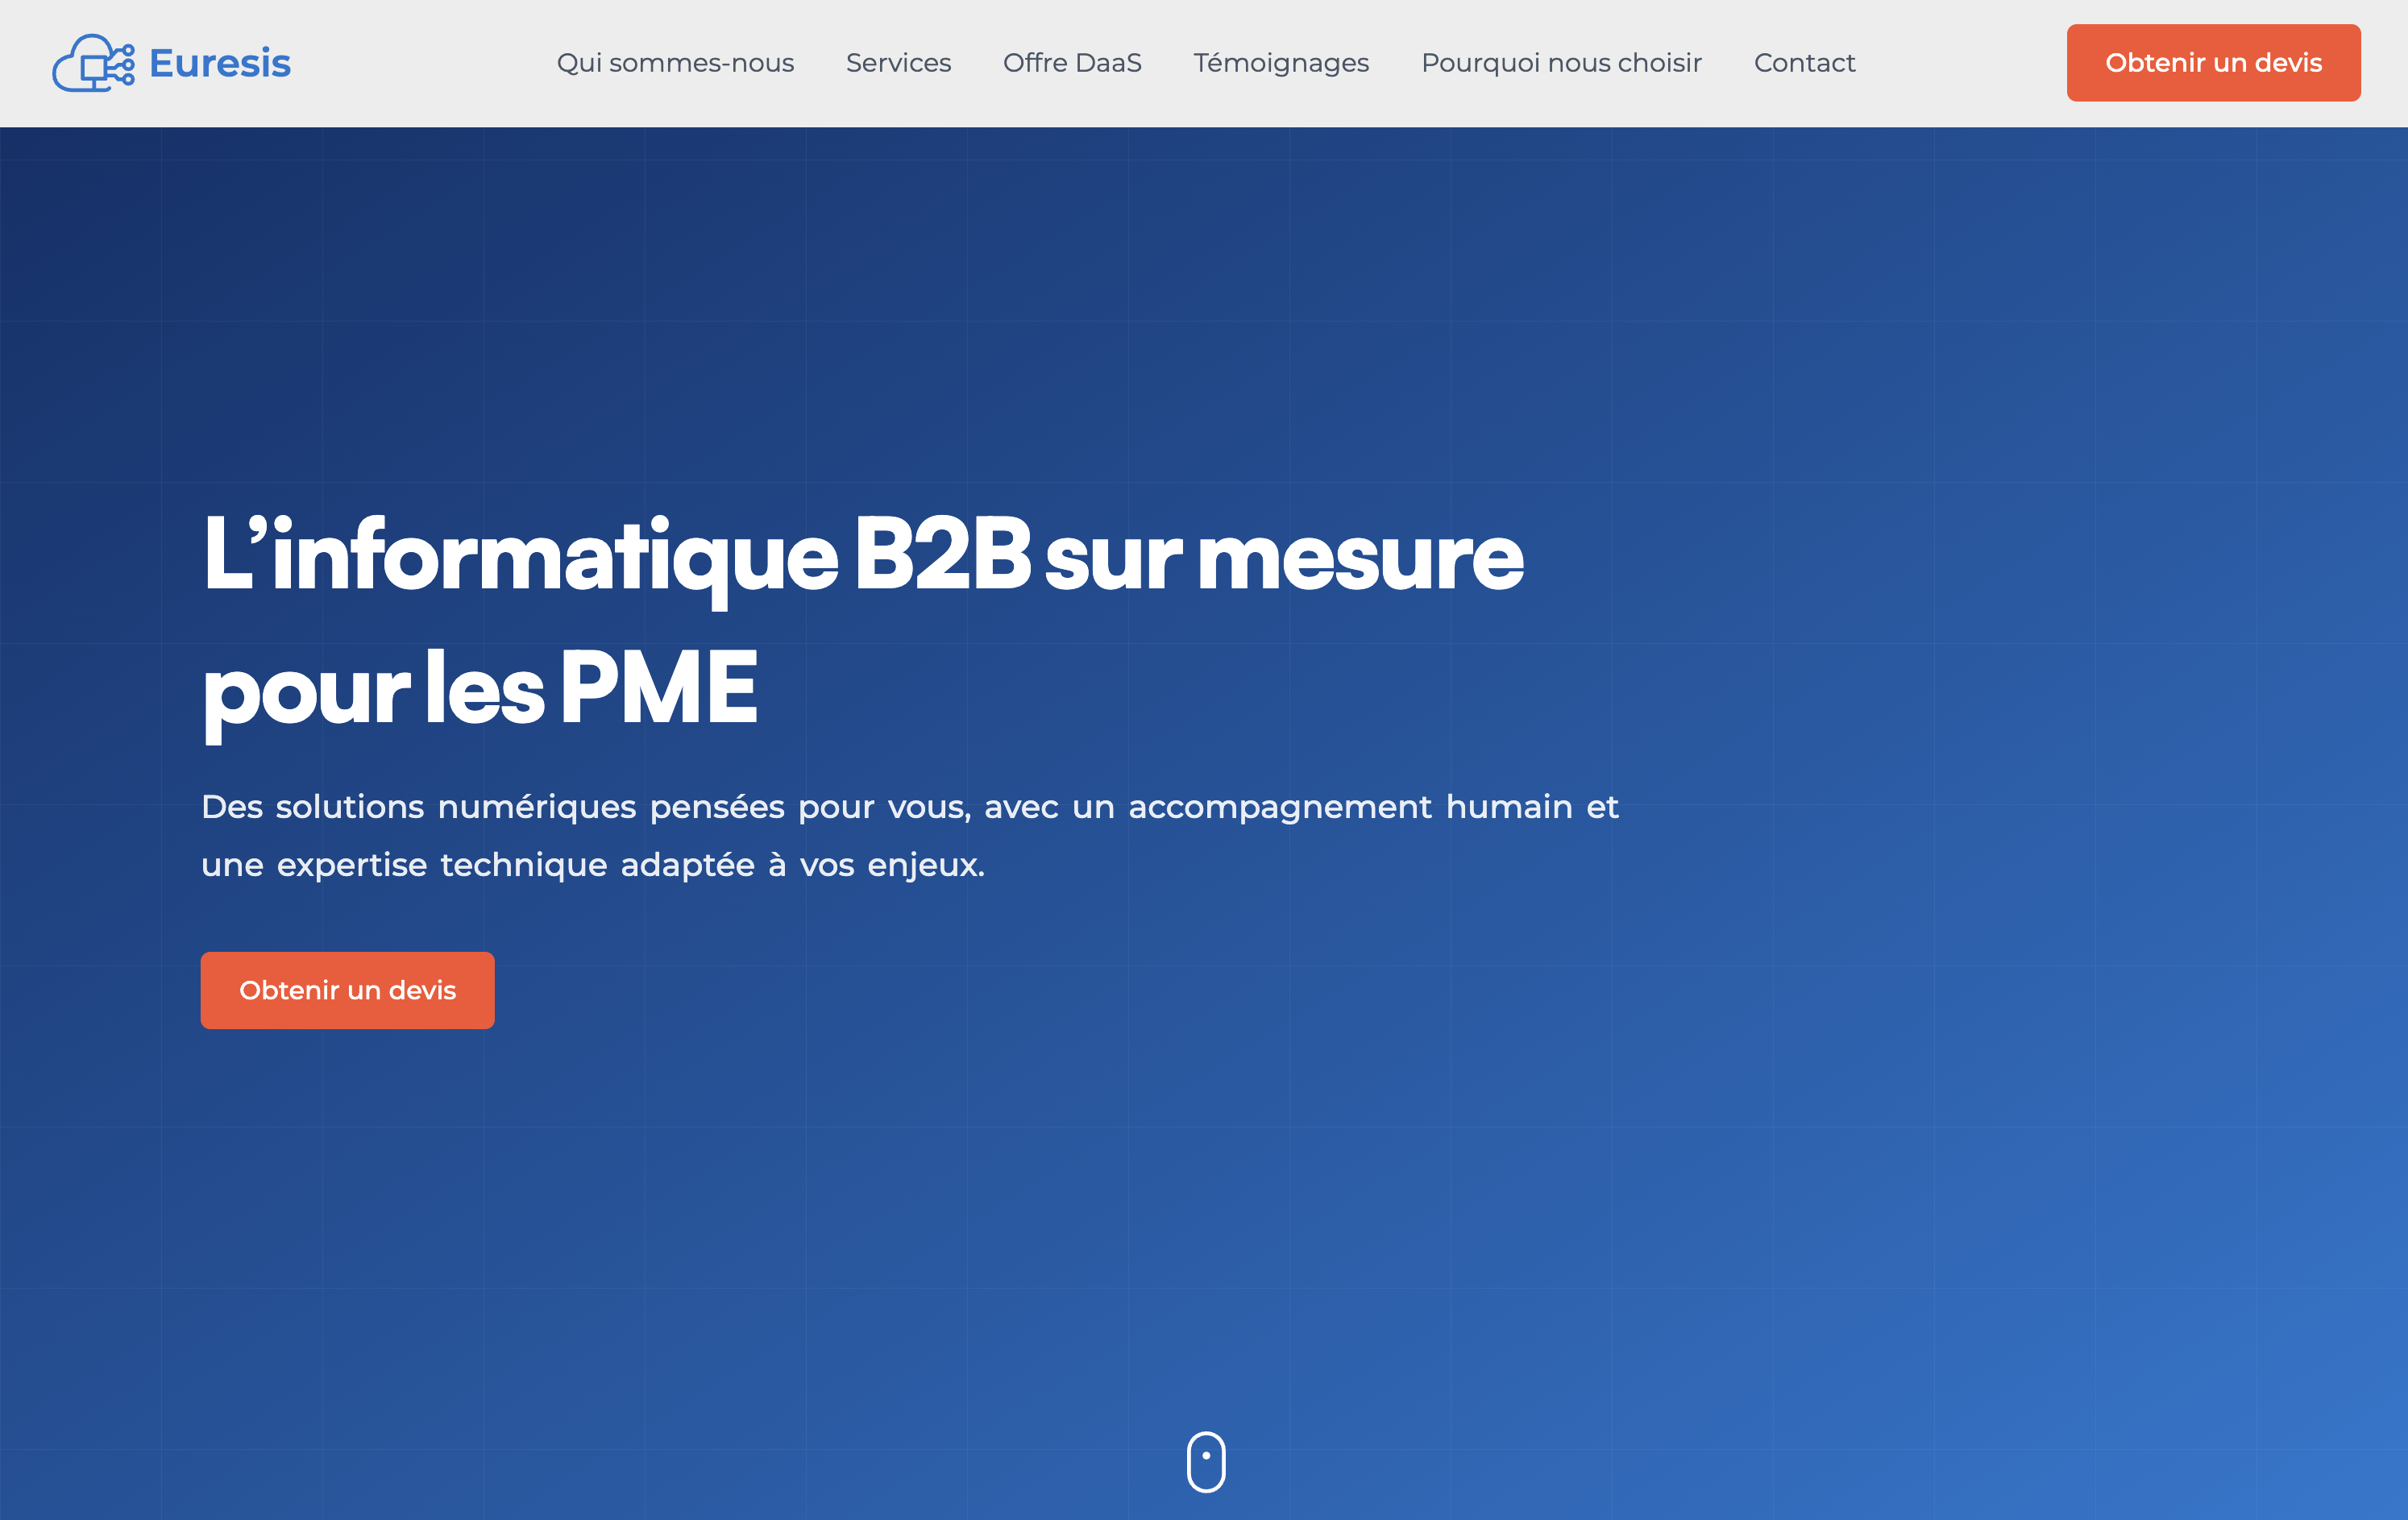 Euresis
Qui sommes-nous
Services
Offre DaaS
Témoignages
Pourquoi nous choisir
Contact
Obtenir un devis
L’informatique B2B sur mesure
pour les PME
Des solutions numériques pensées pour vous, avec un accompagnement humain et
une expertise technique adaptée à vos enjeux.
Obtenir un devis